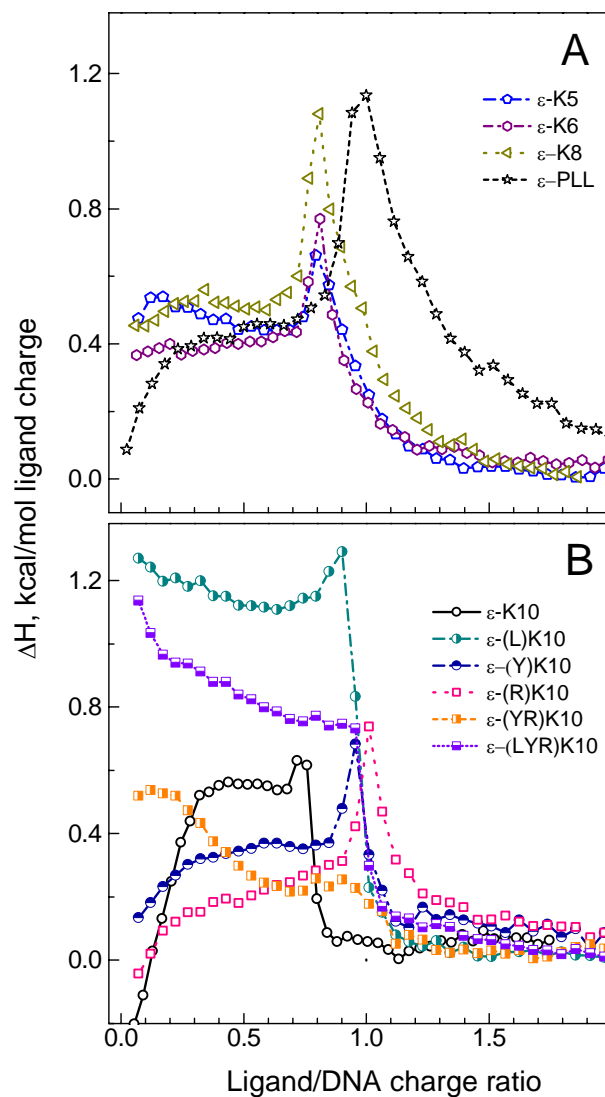 A
1.2
0.8
0.4
0.0
ε-K5
ε-K6
ε–K8
ε–PLL
ΔH, kcal/mol ligand charge
B
1.2
0.8
0.4
0.0
ε-K10
ε-(L)K10
ε–(Y)K10
ε-(R)K10
ε-(YR)K10
ε–(LYR)K10
0.0 0.5 1.0 1.5
Ligand/DNA charge ratio